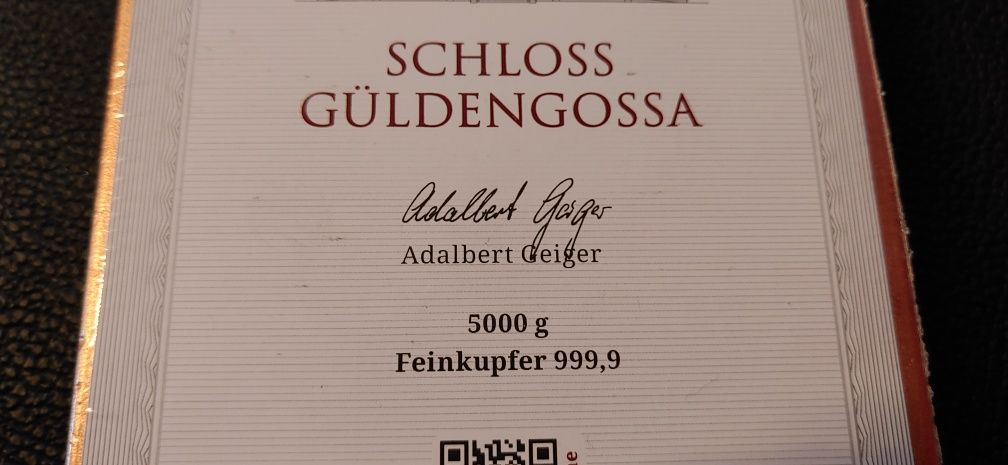 SCHLOSS
GÜLDENGOSSA
Adalbert Geiger
Adalbert Geiger
5000 g
Feinkupfer 999,9